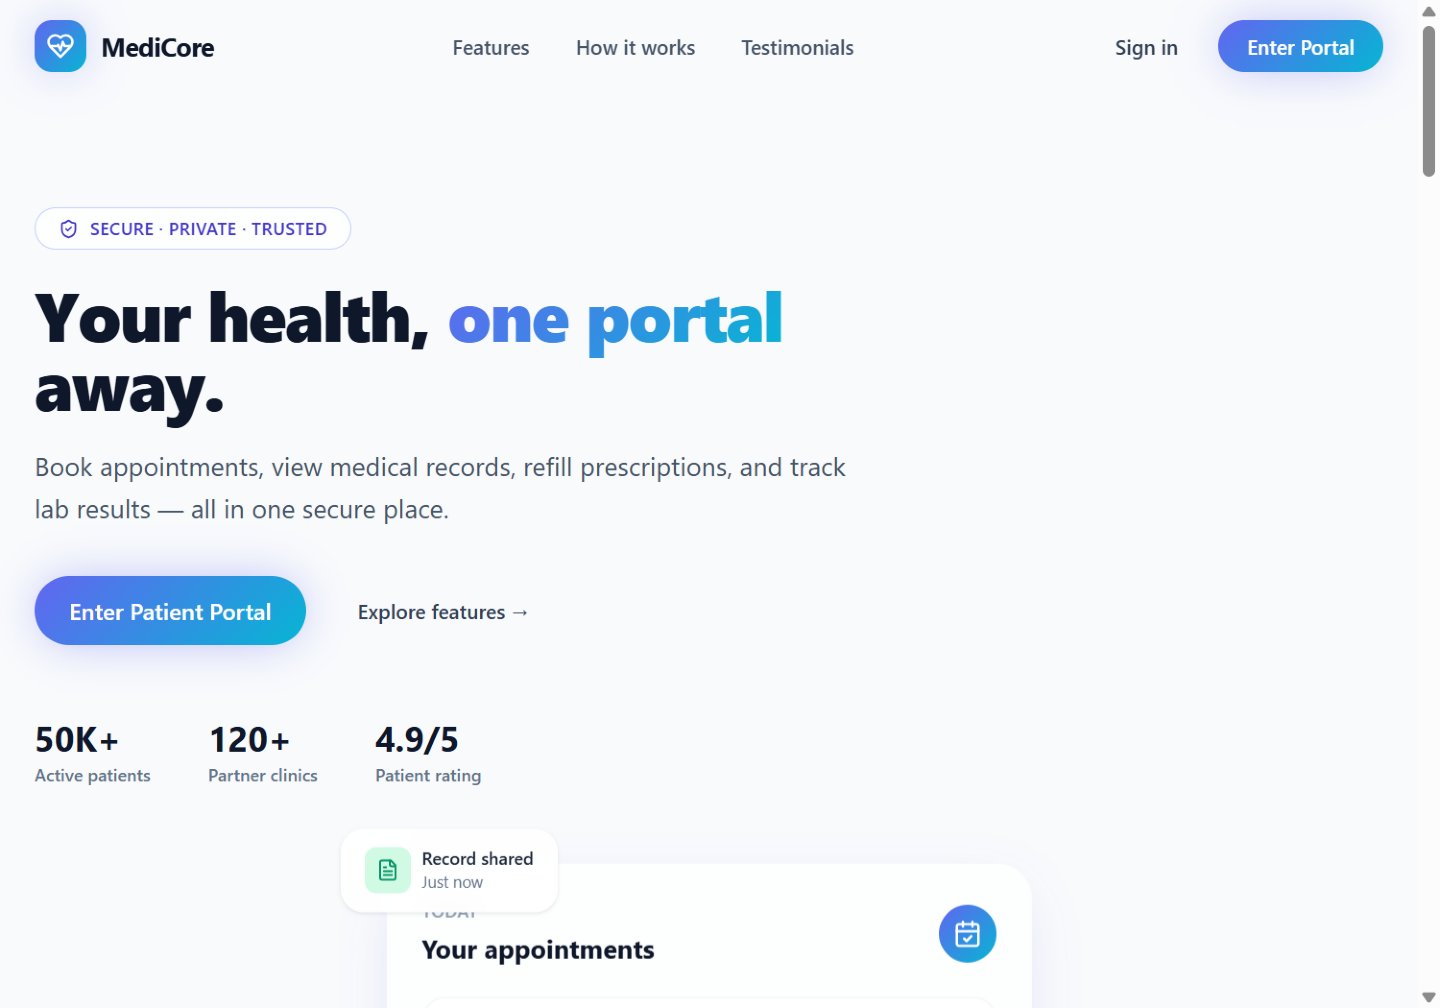 MediCore
Features
How it works
Testimonials
Sign in
Enter Portal
SECURE · PRIVATE · TRUSTED
Your health, one portal
away.
Book appointments, view medical records, refill prescriptions, and track
lab results — all in one secure place.
Enter Patient Portal
Explore features →
50K+
Active patients
120+
Partner clinics
4.9/5
Patient rating
Record shared
Just now
TODAY
Your appointments